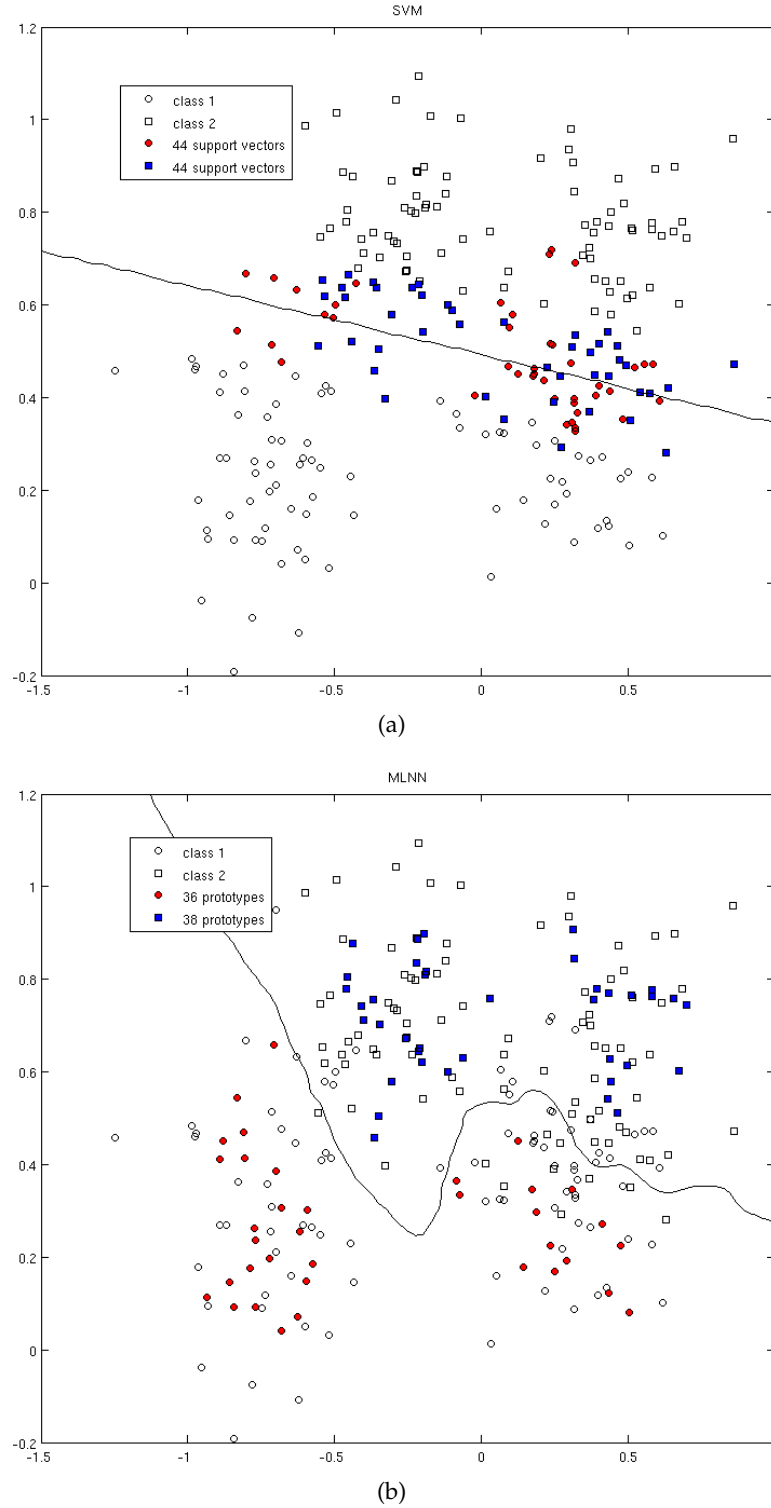 SVM
1.2
1
0.8
0.6
0.4
0.2
0
-0.2
-1.5
-1
-0.5
0
0.5
class 1
class 2
44 support vectors
44 support vectors
(a)
MLNN
1.2
1
0.8
0.6
0.4
0.2
0
-0.2
-1.5
-1
-0.5
0
0.5
class 1
class 2
36 prototypes
38 prototypes
(b)